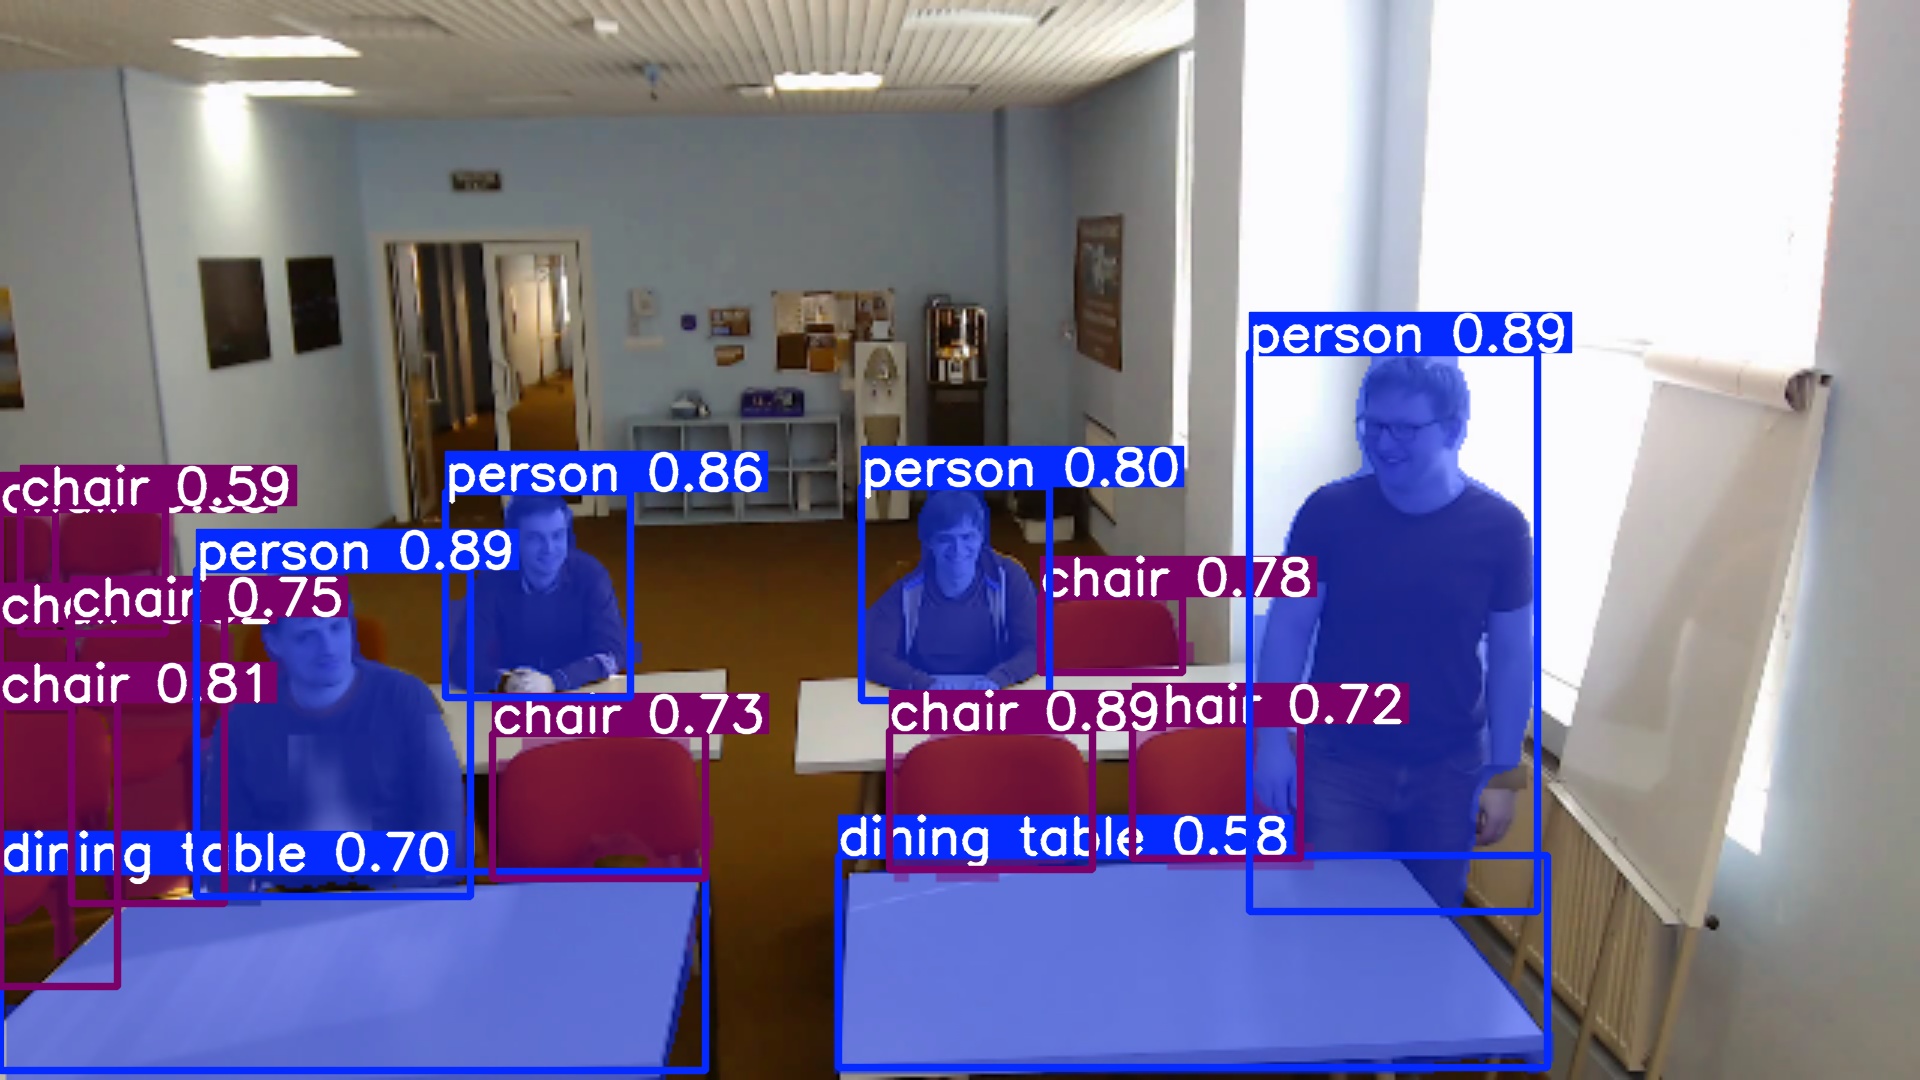 person 0.89
person 0.86
person 0.80
chair 0.59
person 0.89
chair 0.78
chair 0.75
chair 0.81
chair 0.73
chair 0.89
hair 0.72
dining table 0.70
dining table 0.58